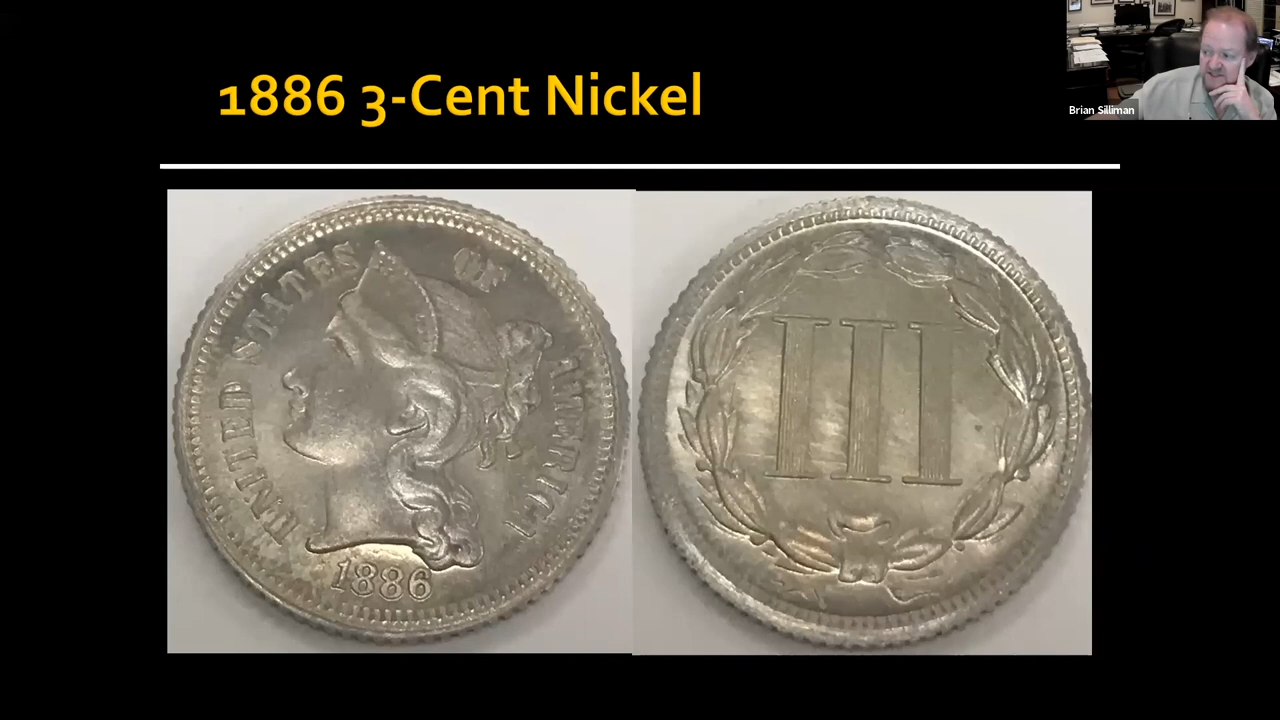 1886 3-Cent Nickel
Brian Silliman
UNITED STATES OF AMERICA
1886
III